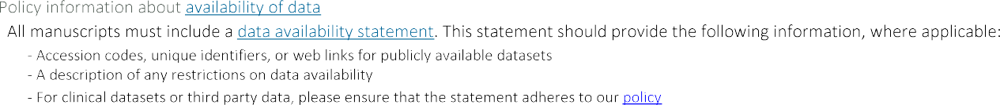 Policy information about availability of data
All manuscripts must include a data availability statement. This statement should provide the following information, where applicable:
- Accession codes, unique identifiers, or web links for publicly available datasets
- A description of any restrictions on data availability
- For clinical datasets or third party data, please ensure that the statement adheres to our policy